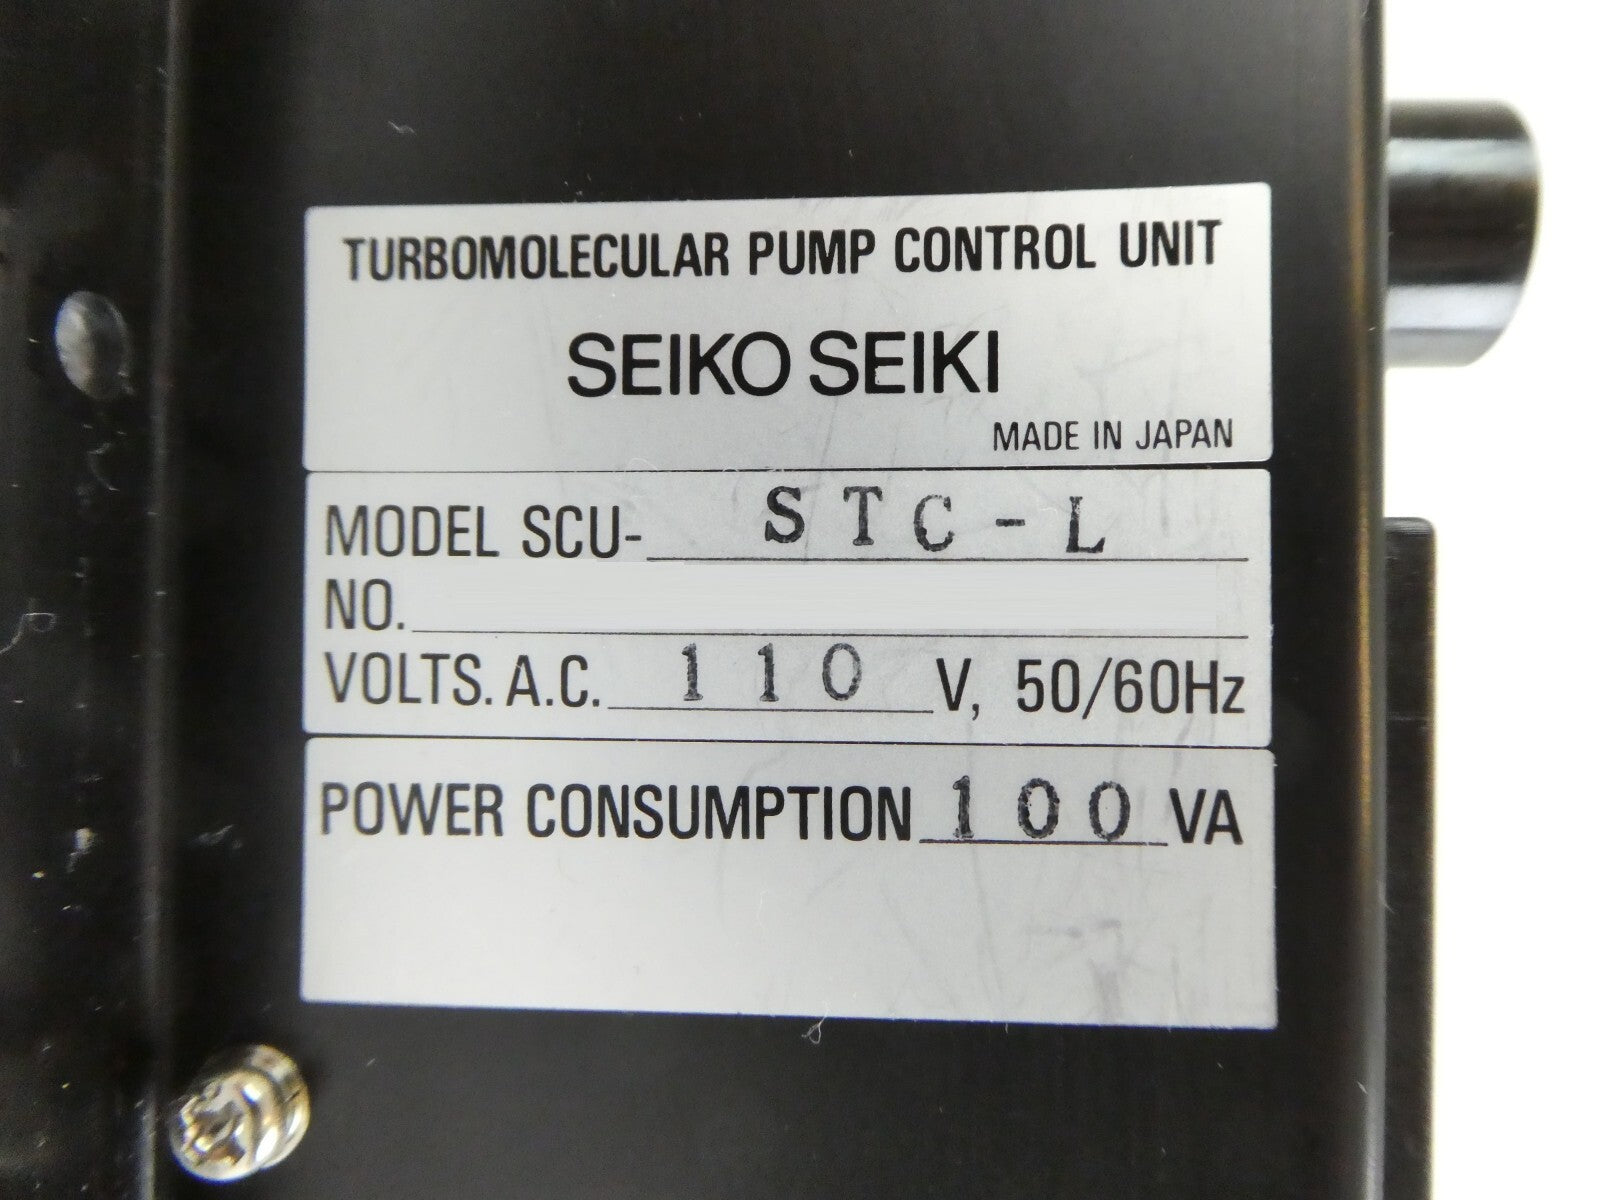 TURBOMOLECULAR PUMP CONTROL UNIT
SEIKO SEIKI
MADE IN JAPAN
MODEL SCU- STC-L
NO.
VOLTS. A.C. 110 V, 50/60Hz
POWER CONSUMPTION 100 VA